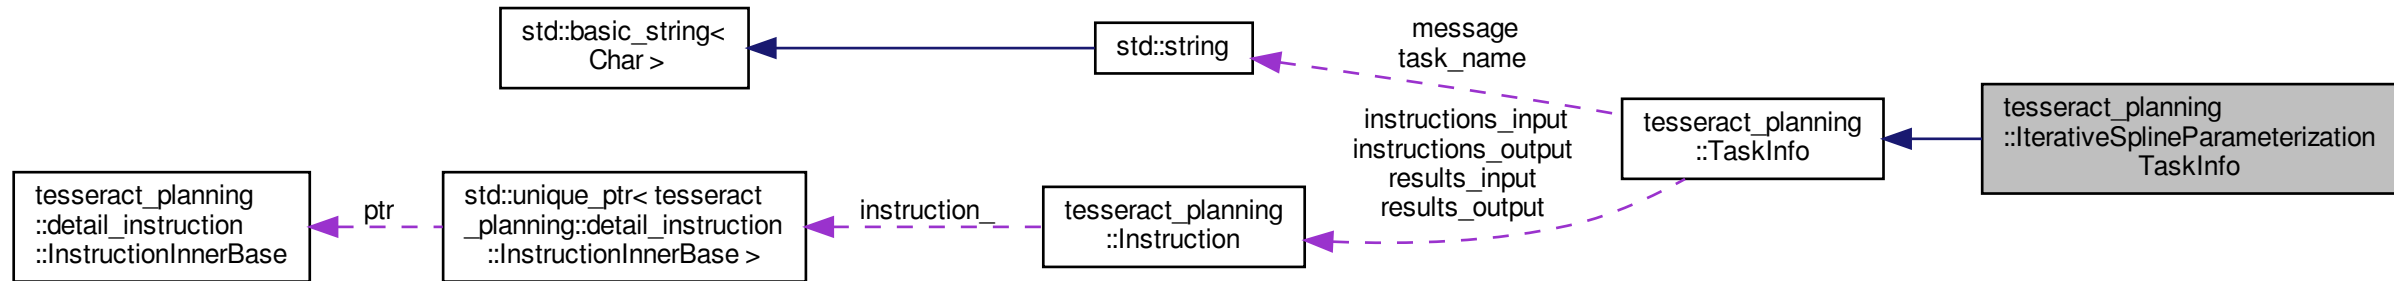 std::basic_string<
Char >
std::string
message
task_name
tesseract_planning
::IterativeSplineParameterization
TaskInfo
tesseract_planning
::TaskInfo
instructions_input
instructions_output
results_input
results_output
tesseract_planning
::detail_instruction
::InstructionInnerBase
ptr
std::unique_ptr< tesseract
_planning::detail_instruction
::InstructionInnerBase >
instruction_
tesseract_planning
::Instruction